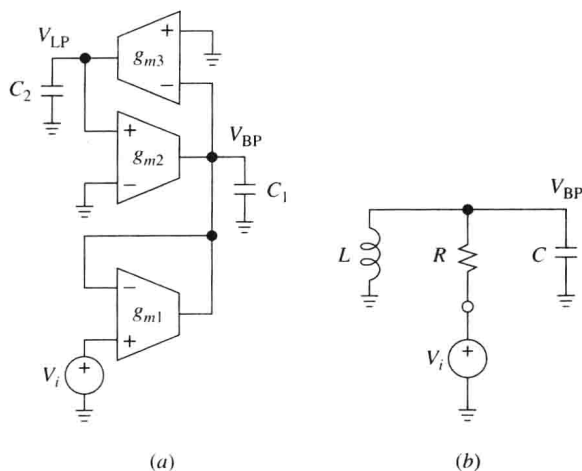 V_LP
+
g_m3
C_2
−
+
V_BP
g_m2
−
C_1
V_BP
−
L
R
C
g_m1
+
+
V_i
+
V_i
(a)
(b)